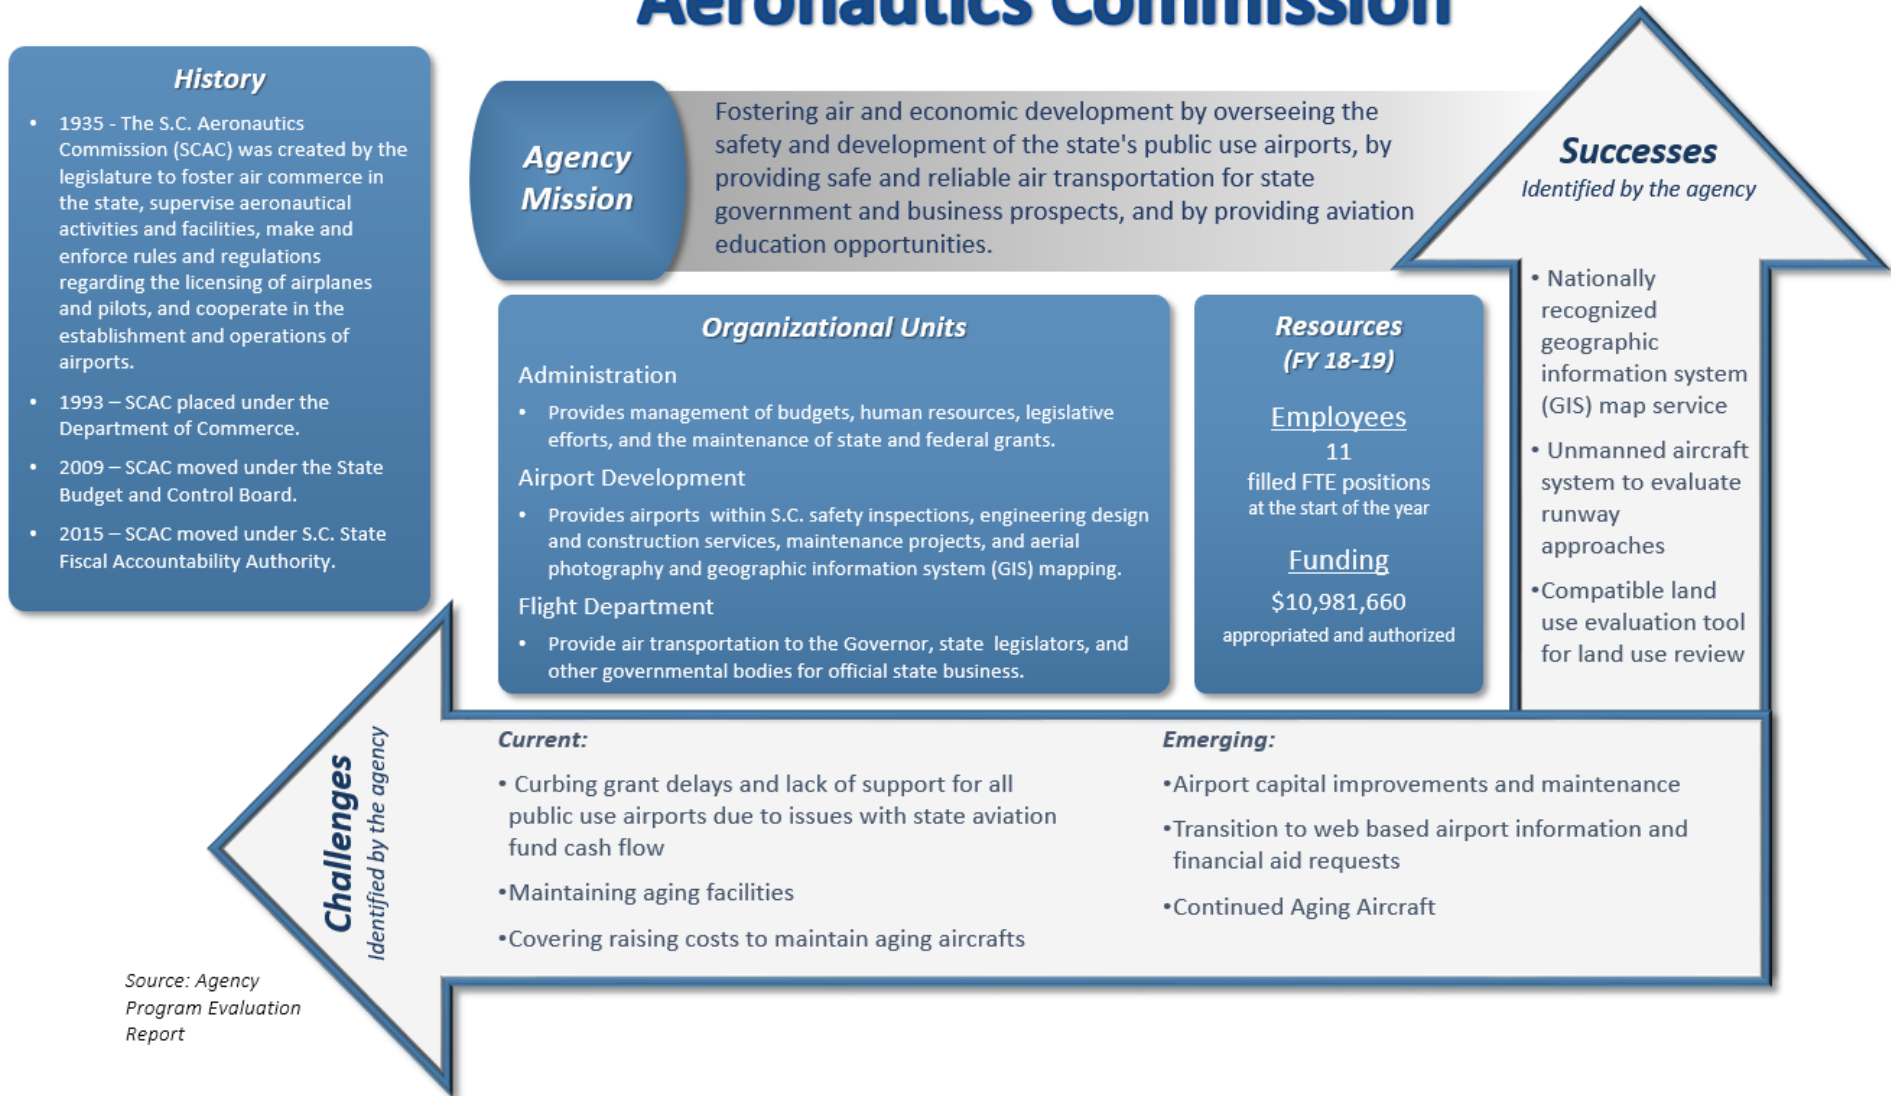 Aeronautics Commission
History
• 1935 - The S.C. Aeronautics
Commission (SCAC) was created by the
legislature to foster air commerce in
the state, supervise aeronautical
activities and facilities, make and
enforce rules and regulations
regarding the licensing of airplanes
and pilots, and cooperate in the
establishment and operations of
airports.
• 1993 – SCAC placed under the
Department of Commerce.
• 2009 – SCAC moved under the State
Budget and Control Board.
• 2015 – SCAC moved under S.C. State
Fiscal Accountability Authority.
Agency
Mission
Fostering air and economic development by overseeing the
safety and development of the state's public use airports, by
providing safe and reliable air transportation for state
government and business prospects, and by providing aviation
education opportunities.
Organizational Units
Administration
• Provides management of budgets, human resources, legislative
efforts, and the maintenance of state and federal grants.
Airport Development
• Provides airports within S.C. safety inspections, engineering design
and construction services, maintenance projects, and aerial
photography and geographic information system (GIS) mapping.
Flight Department
• Provide air transportation to the Governor, state legislators, and
other governmental bodies for official state business.
Resources
(FY 18-19)
Employees
11
filled FTE positions
at the start of the year
Funding
$10,981,660
appropriated and authorized
Successes
Identified by the agency
• Nationally
recognized
geographic
information system
(GIS) map service
• Unmanned aircraft
system to evaluate
runway
approaches
•Compatible land
use evaluation tool
for land use review
Challenges
Identified by the agency
Current:
• Curbing grant delays and lack of support for all
public use airports due to issues with state aviation
fund cash flow
•Maintaining aging facilities
•Covering raising costs to maintain aging aircrafts
Emerging:
•Airport capital improvements and maintenance
•Transition to web based airport information and
financial aid requests
•Continued Aging Aircraft
Source: Agency
Program Evaluation
Report